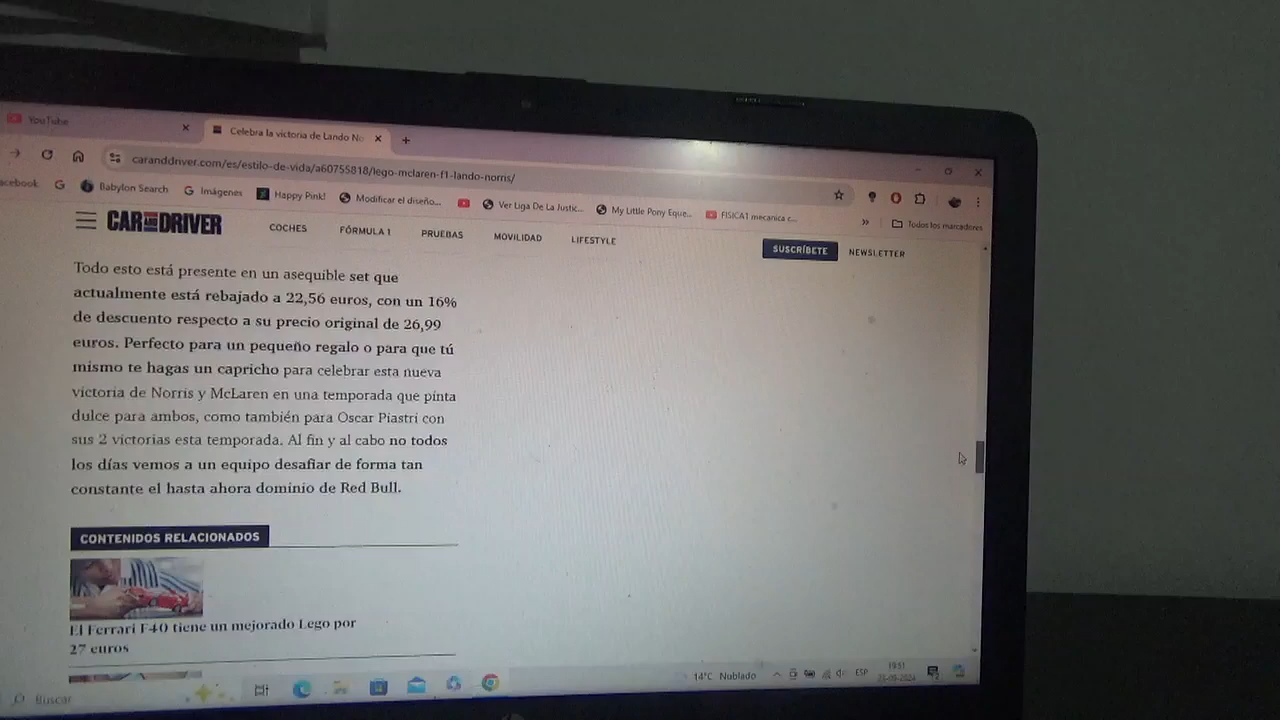 YouTube
Celebra la victoria de Lando No
caranddriver.com/es/estilo-de-vida/a60755818/lego-mclaren-f1-lando-norris/
acebook
Babylon Search
Imágenes
Happy Pink!
Modificar el diseño...
Ver Liga De La Justic...
My Little Pony Eque...
FISICA1 mecanica c...
»
Todos los marcadores
CAR AND DRIVER
COCHES
FÓRMULA 1
PRUEBAS
MOVILIDAD
LIFESTYLE
SUSCRÍBETE
NEWSLETTER
Todo esto está presente en un asequible set que
actualmente está rebajado a 22,56 euros, con un 16%
de descuento respecto a su precio original de 26,99
euros. Perfecto para un pequeño regalo o para que tú
mismo te hagas un capricho para celebrar esta nueva
victoria de Norris y McLaren en una temporada que pinta
dulce para ambos, como también para Oscar Piastri con
sus 2 victorias esta temporada. Al fin y al cabo no todos
los días vemos a un equipo desafiar de forma tan
constante el hasta ahora dominio de Red Bull.
CONTENIDOS RELACIONADOS
El Ferrari F40 tiene un mejorado Lego por
27 euros
Buscar
14°C Nublado
ESP
19:51